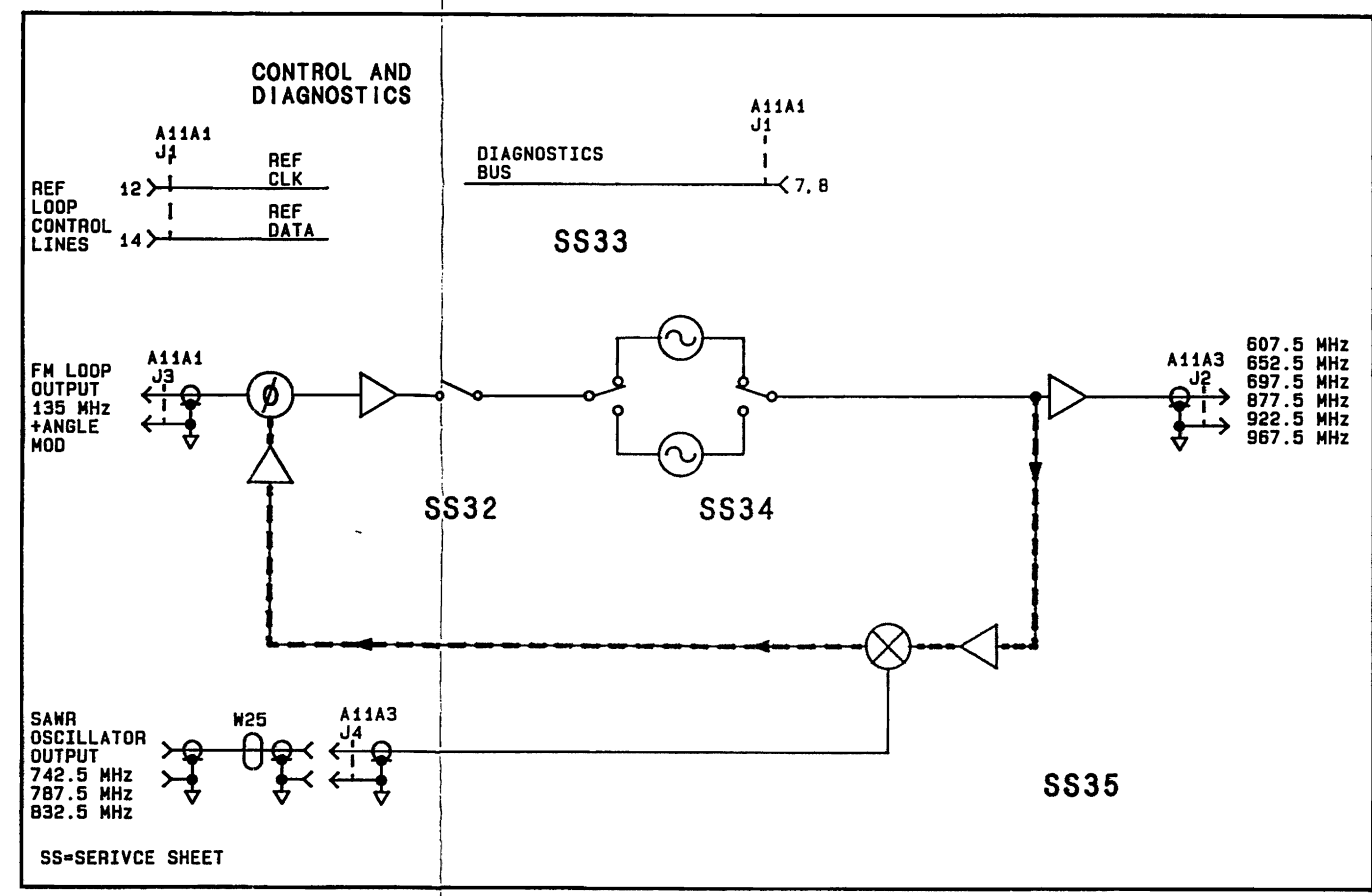 CONTROL AND
DIAGNOSTICS
A11A1
J1
REF
LOOP
CONTROL
LINES
12
REF
CLK
14
REF
DATA
DIAGNOSTICS
BUS
A11A1
J1
7, 8
SS33
FM LOOP
OUTPUT
135 MHz
+ANGLE
MOD
A11A1
J3
ϕ
A11A3
J2
607.5 MHz
652.5 MHz
697.5 MHz
877.5 MHz
922.5 MHz
967.5 MHz
SS32
SS34
SAWR
OSCILLATOR
OUTPUT
742.5 MHz
787.5 MHz
832.5 MHz
W25
A11A3
J4
SS35
SS=SERIVCE SHEET